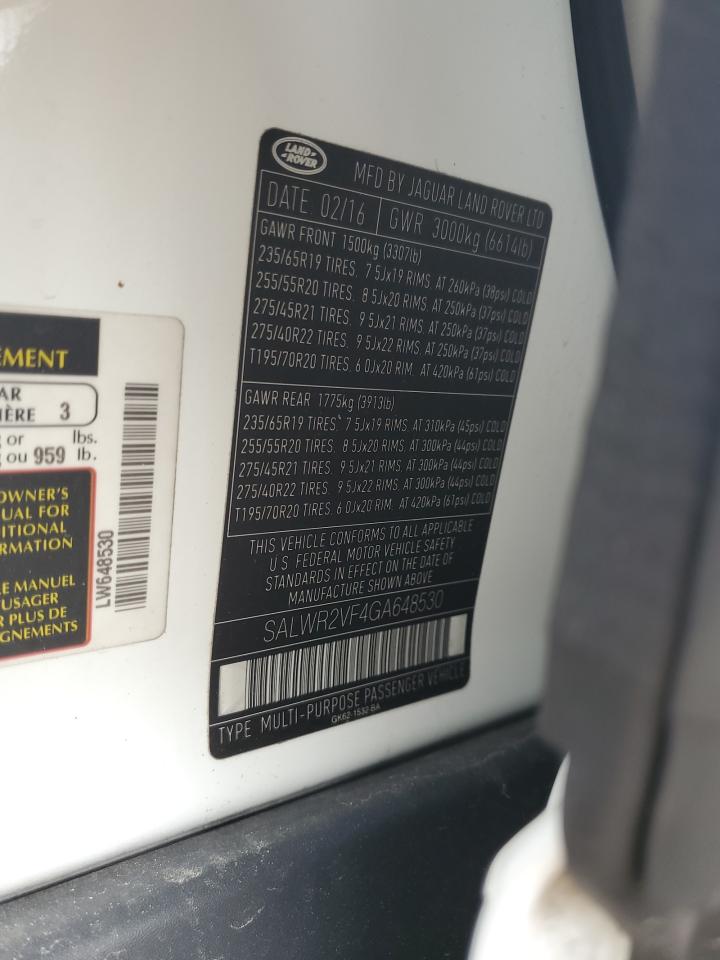 LAND
ROVER
MFD BY JAGUAR LAND ROVER LTD
DATE 02/16 GWR 3000kg (6614lb)
GAWR FRONT 1500kg (3307lb)
235/65R19 TIRES. 7 5Jx19 RIMS. AT 260kPa (38psi) COLD
255/55R20 TIRES. 8 5Jx20 RIMS. AT 250kPa (37psi) COLD
275/45R21 TIRES. 9 5Jx21 RIMS. AT 250kPa (37psi) COLD
275/40R22 TIRES. 9 5Jx22 RIMS. AT 250kPa (37psi) COLD
T195/70R20 TIRES. 6 0Jx20 RIM. AT 420kPa (61psi) COLD
GAWR REAR 1775kg (3913lb)
235/65R19 TIRES. 7 5Jx19 RIMS. AT 310kPa (45psi) COLD
255/55R20 TIRES. 8 5Jx20 RIMS. AT 300kPa (44psi) COLD
275/45R21 TIRES. 9 5Jx21 RIMS. AT 300kPa (44psi) COLD
275/40R22 TIRES. 9 5Jx22 RIMS. AT 300kPa (44psi) COLD
T195/70R20 TIRES. 6 0Jx20 RIM. AT 420kPa (61psi) COLD
THIS VEHICLE CONFORMS TO ALL APPLICABLE
U S FEDERAL MOTOR VEHICLE SAFETY
STANDARDS IN EFFECT ON THE DATE OF
MANUFACTURE SHOWN ABOVE
SALWR2VF4GA648530
TYPE MULTI-PURPOSE PASSENGER VEHICLE
GK62-1532-BA
EMENT
AR
IÈRE 3
or lbs.
ou 959 lb.
OWNER'S
UAL FOR
DITIONAL
RMATION
LE MANUEL
USAGER
R PLUS DE
GNEMENTS
LW648530